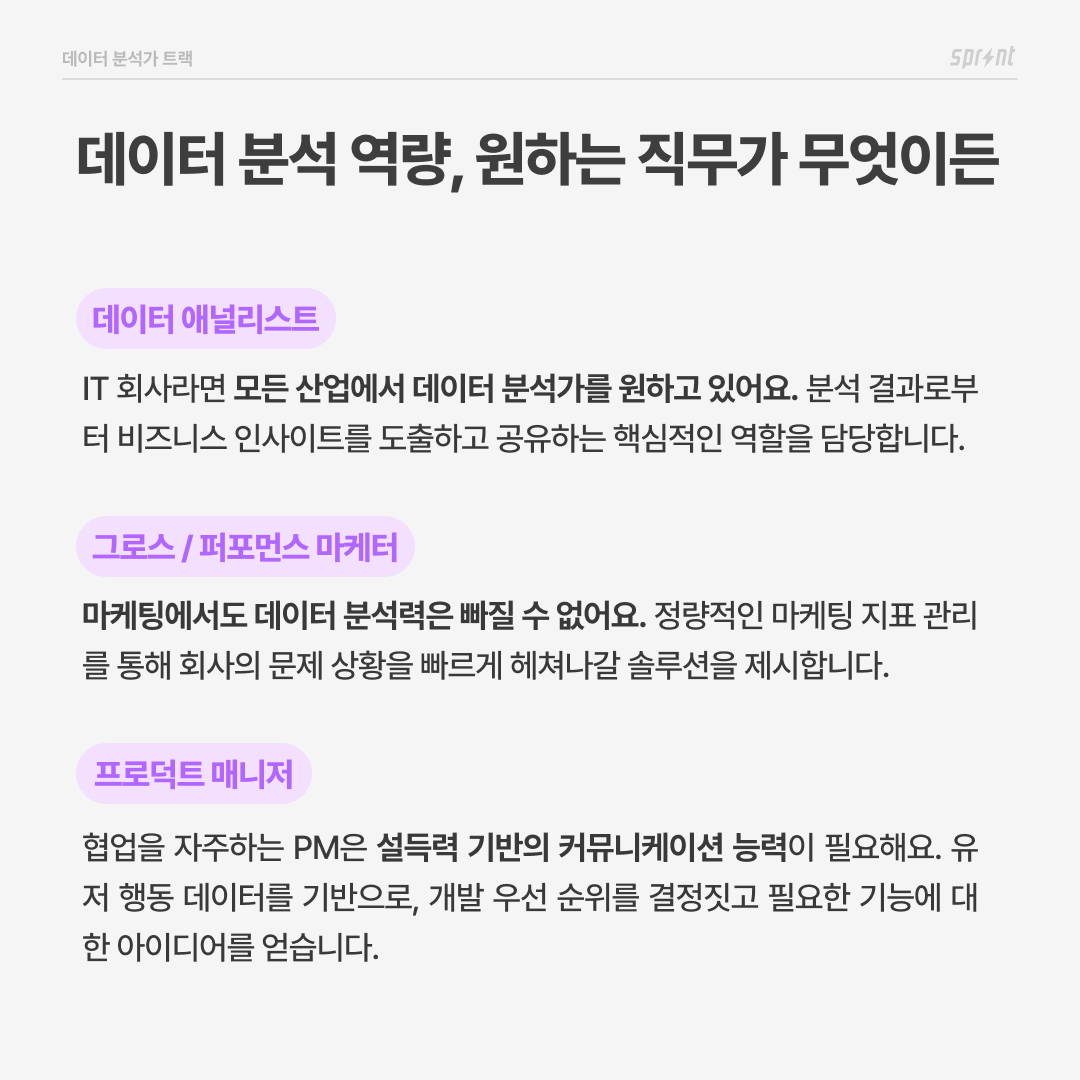 데이터 분석가 트랙
sprint
데이터 분석 역량, 원하는 직무가 무엇이든
데이터 애널리스트
IT 회사라면 모든 산업에서 데이터 분석가를 원하고 있어요. 분석 결과로부
터 비즈니스 인사이트를 도출하고 공유하는 핵심적인 역할을 담당합니다.
그로스 / 퍼포먼스 마케터
마케팅에서도 데이터 분석력은 빠질 수 없어요. 정량적인 마케팅 지표 관리
를 통해 회사의 문제 상황을 빠르게 헤쳐나갈 솔루션을 제시합니다.
프로덕트 매니저
협업을 자주하는 PM은 설득력 기반의 커뮤니케이션 능력이 필요해요. 유
저 행동 데이터를 기반으로, 개발 우선 순위를 결정짓고 필요한 기능에 대
한 아이디어를 얻습니다.